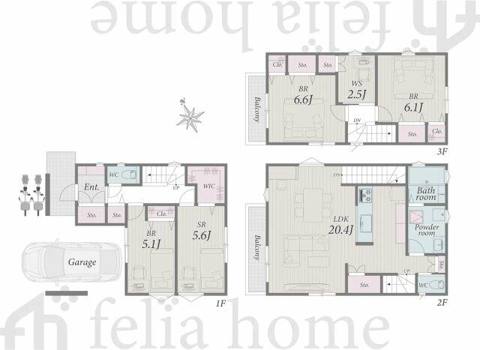 felia home
Clo.
Sto.
Sto.
WS
2.5J
BR
6.6J
BR
6.1J
Balcony
DN
Sto.
Clo.
3F
WC
Ent.
UP
WIC
Sto.
Sto.
Clo.
BR
5.1J
SR
5.6J
Garage
1F
LDK
20.4J
Bath
room
Powder
room
Balcony
Sto.
UP
Sto.
WC
2F
felia home